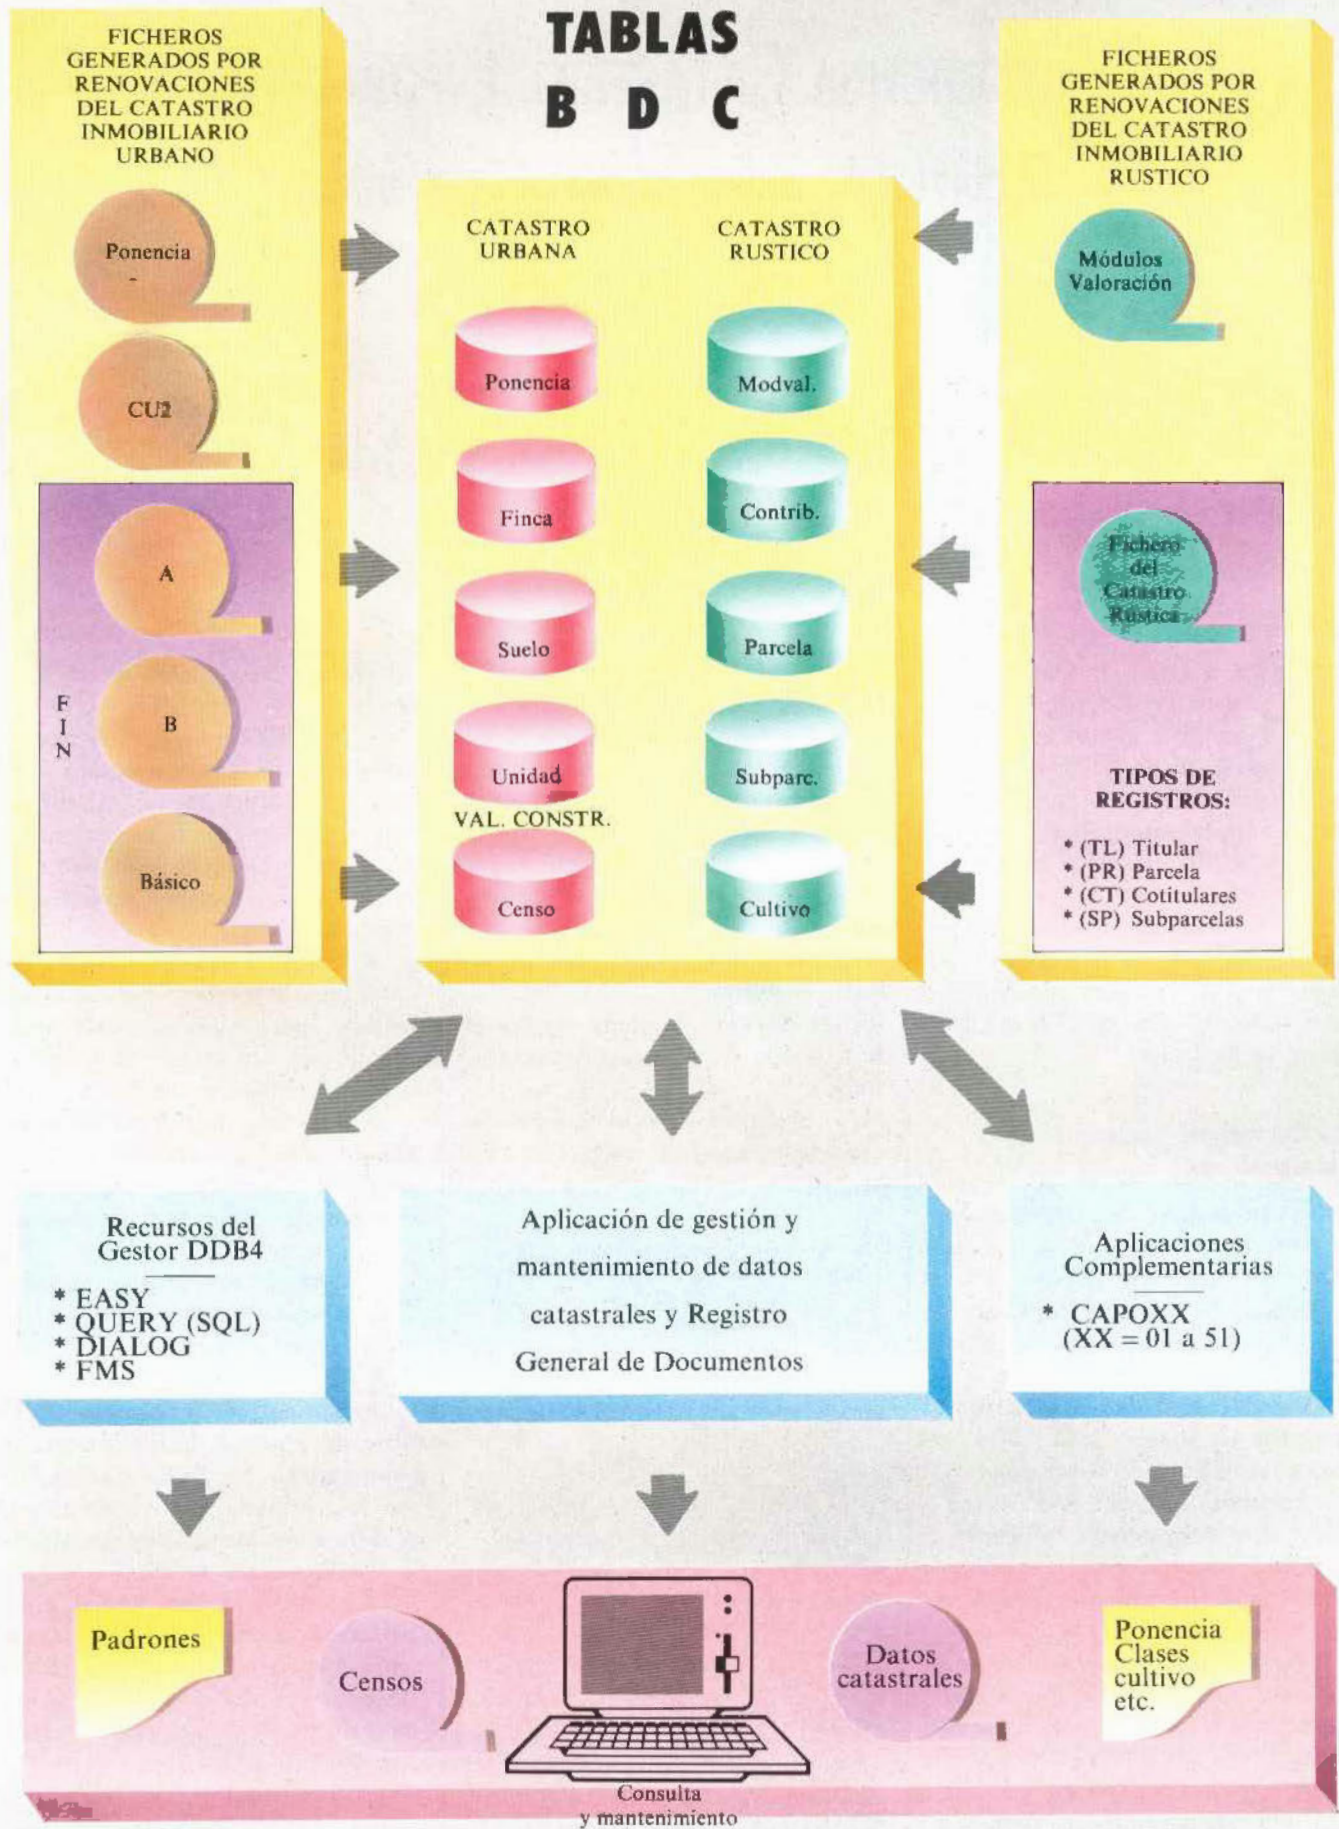 TABLAS
B D C
FICHEROS
GENERADOS POR
RENOVACIONES
DEL CATASTRO
INMOBILIARIO
URBANO
Ponencia
CU2
F
I
N
A
B
Básico
CATASTRO
URBANA
Ponencia
Finca
Suelo
Unidad
VAL. CONSTR.
Censo
CATASTRO
RUSTICO
Modval.
Contrib.
Parcela
Subparc.
Cultivo
FICHEROS
GENERADOS POR
RENOVACIONES
DEL CATASTRO
INMOBILIARIO
RUSTICO
Módulos
Valoración
Fichero
del
Catastro
Rústica
TIPOS DE
REGISTROS:
* (TL) Titular
* (PR) Parcela
* (CT) Cotitulares
* (SP) Subparcelas
Recursos del
Gestor DDB4
* EASY
* QUERY (SQL)
* DIALOG
* FMS
Aplicación de gestión y
mantenimiento de datos
catastrales y Registro
General de Documentos
Aplicaciones
Complementarias
* CAPOXX
(XX = 01 a 51)
Padrones
Censos
Consulta
y mantenimiento
Datos
catastrales
Ponencia
Clases
cultivo
etc.